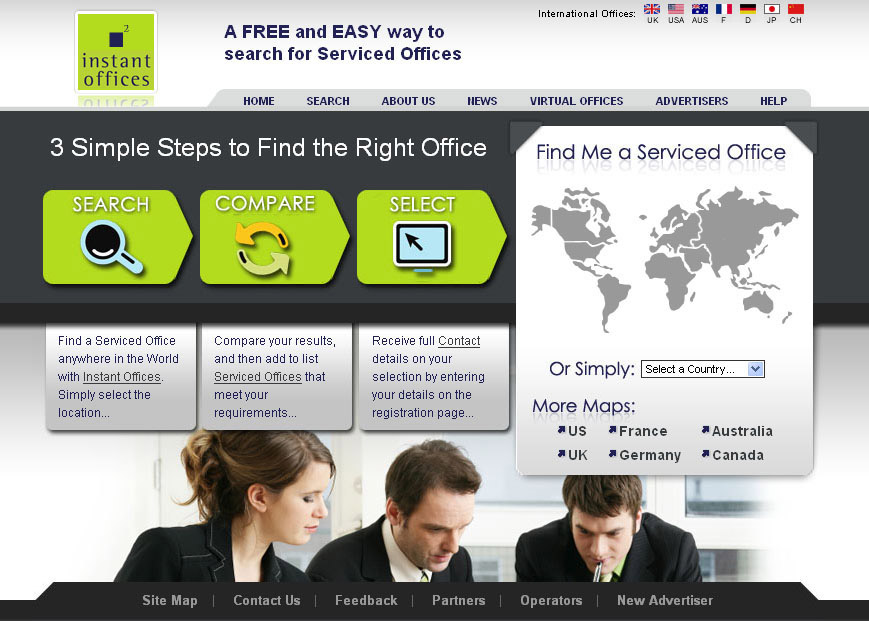 instant
offices
2
A FREE and EASY way to
search for Serviced Offices
International Offices:
UK USA AUS F D JP CH
HOME SEARCH ABOUT US NEWS VIRTUAL OFFICES ADVERTISERS HELP
3 Simple Steps to Find the Right Office
SEARCH
COMPARE
SELECT
Find a Serviced Office
anywhere in the World
with Instant Offices.
Simply select the
location...
Compare your results,
and then add to list
Serviced Offices that
meet your
requirements...
Receive full Contact
details on your
selection by entering
your details on the
registration page...
Find Me a Serviced Office
Or Simply: Select a Country...
More Maps:
US France Australia
UK Germany Canada
Site Map | Contact Us | Feedback | Partners | Operators | New Advertiser